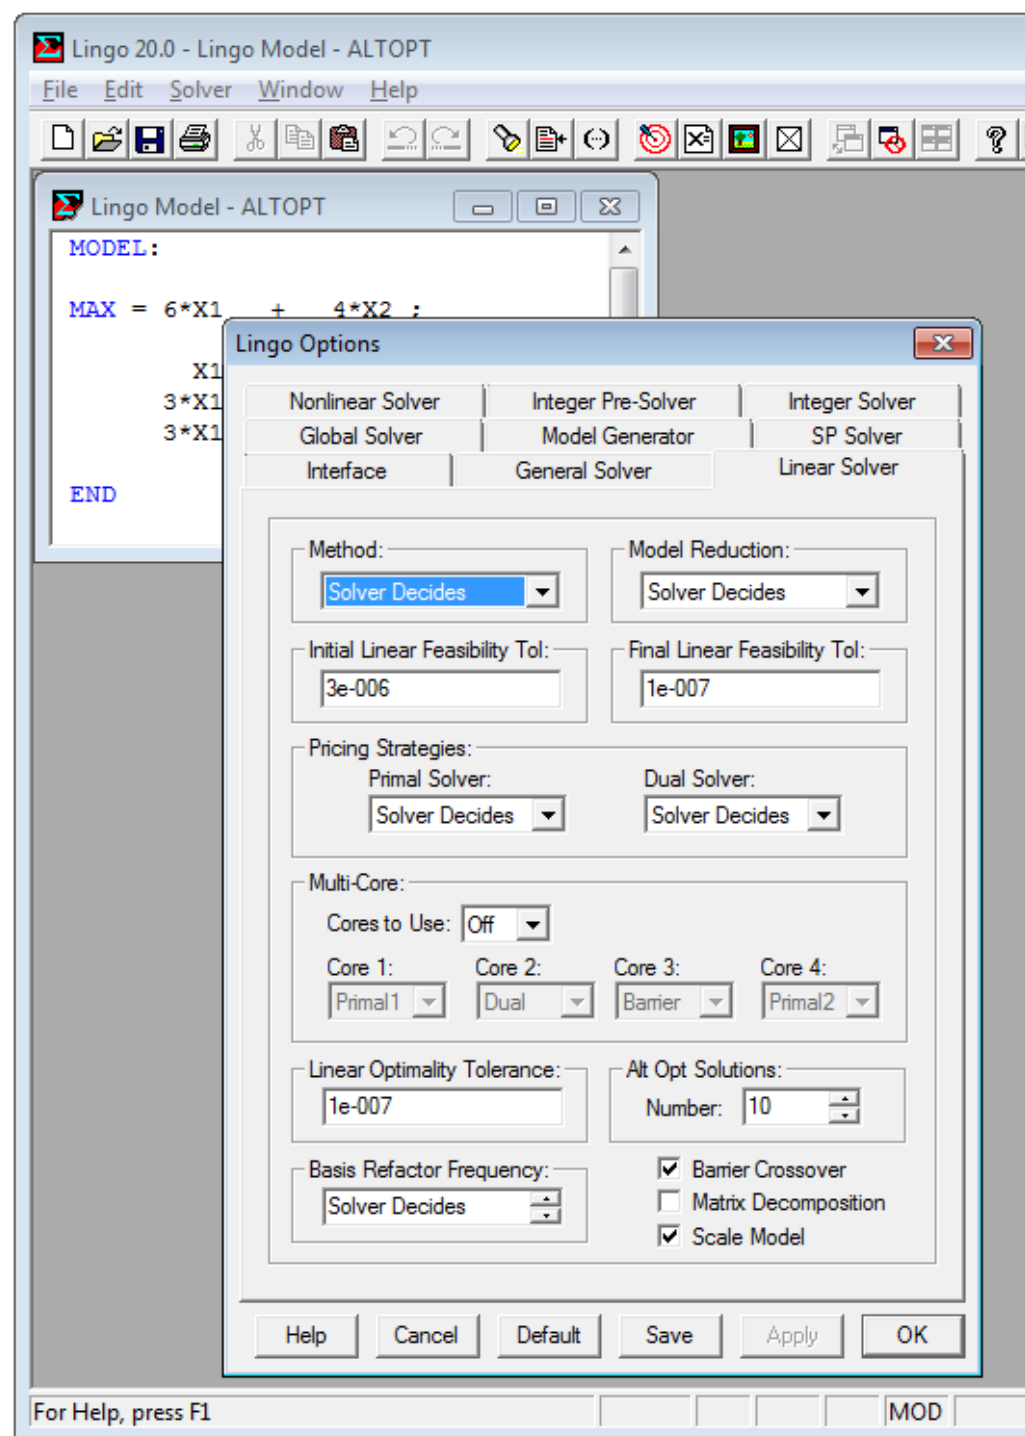 Lingo 20.0 - Lingo Model - ALTOPT
File Edit Solver Window Help
Lingo Model - ALTOPT
MODEL:
MAX = 6*X1 + 4*X2 ;
X1
3*X1
3*X1
END
Lingo Options
Nonlinear Solver Integer Pre-Solver Integer Solver
Global Solver Model Generator SP Solver
Interface General Solver Linear Solver
Method: Model Reduction:
Solver Decides Solver Decides
Initial Linear Feasibility Tol: Final Linear Feasibility Tol:
3e-006 1e-007
Pricing Strategies:
Primal Solver: Dual Solver:
Solver Decides Solver Decides
Multi-Core:
Cores to Use: Off
Core 1: Core 2: Core 3: Core 4:
Primal1 Dual Barrier Primal2
Linear Optimality Tolerance: Alt Opt Solutions:
1e-007 Number: 10
Basis Refactor Frequency: Barrier Crossover
Solver Decides Matrix Decomposition
Scale Model
Help Cancel Default Save Apply OK
For Help, press F1 MOD